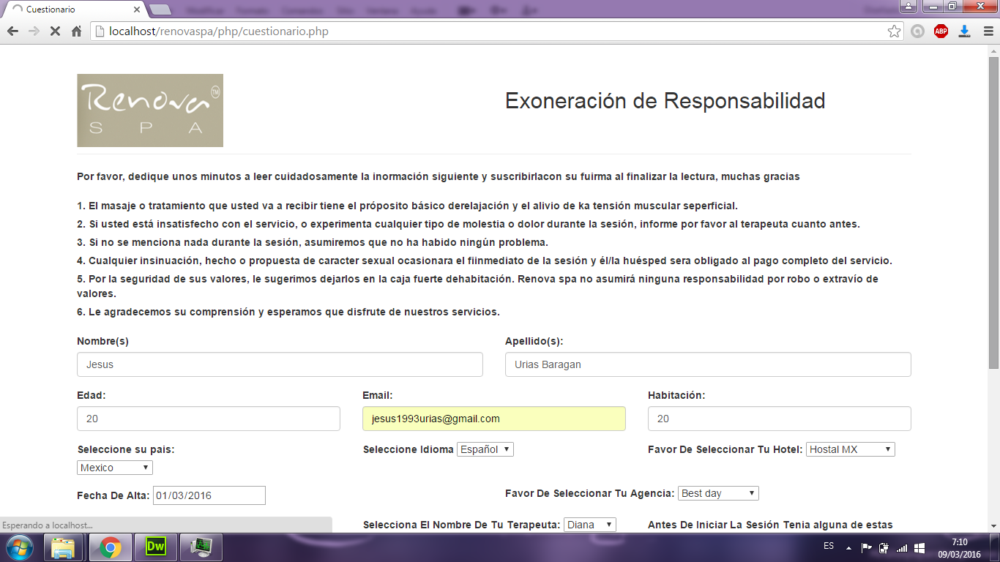 Cuestionario
localhost/renovaspa/php/cuestionario.php
ABP
Renova TM
SPA
Exoneración de Responsabilidad
Por favor, dedique unos minutos a leer cuidadosamente la inormación siguiente y suscribirlacon su fuirma al finalizar la lectura, muchas gracias
1. El masaje o tratamiento que usted va a recibir tiene el próposito básico derelajación y el alivio de ka tensión muscular seperficial.
2. Si usted está insatisfecho con el servicio, o experimenta cualquier tipo de molestia o dolor durante la sesión, informe por favor al terapeuta cuanto antes.
3. Si no se menciona nada durante la sesión, asumiremos que no ha habido ningún problema.
4. Cualquier insinuación, hecho o propuesta de caracter sexual ocasionara el fiinmediato de la sesión y él/la huésped sera obligado al pago completo del servicio.
5. Por la seguridad de sus valores, le sugerimos dejarlos en la caja fuerte dehabitación. Renova spa no asumirá ninguna responsabilidad por robo o extravío de
valores.
6. Le agradecemos su comprensión y esperamos que disfrute de nuestros servicios.
Nombre(s) Apellido(s):
Jesus Urias Baragan
Edad: Email: Habitación:
20 jesus1993urias@gmail.com 20
Seleccione su pais: Seleccione Idioma Español Favor De Seleccionar Tu Hotel: Hostal MX
Mexico
Fecha De Alta: 01/03/2016 Favor De Seleccionar Tu Agencia: Best day
Selecciona El Nombre De Tu Terapeuta: Diana Antes De Iniciar La Sesión Tenia alguna de estas
Esperando a localhost...
Dw
ES
7:10
09/03/2016